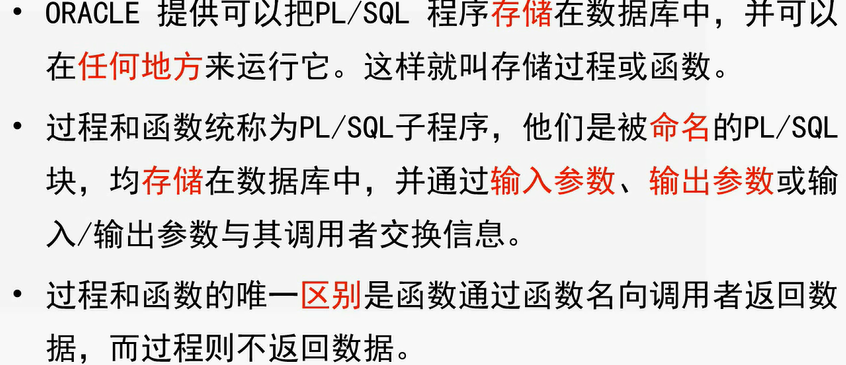 • ORACLE 提供可以把PL/SQL 程序存储在数据库中，并可以
在任何地方来运行它。这样就叫存储过程或函数。
• 过程和函数统称为PL/SQL子程序，他们是被命名的PL/SQL
块，均存储在数据库中，并通过输入参数、输出参数或输
入/输出参数与其调用者交换信息。
• 过程和函数的唯一区别是函数通过函数名向调用者返回数
据，而过程则不返回数据。